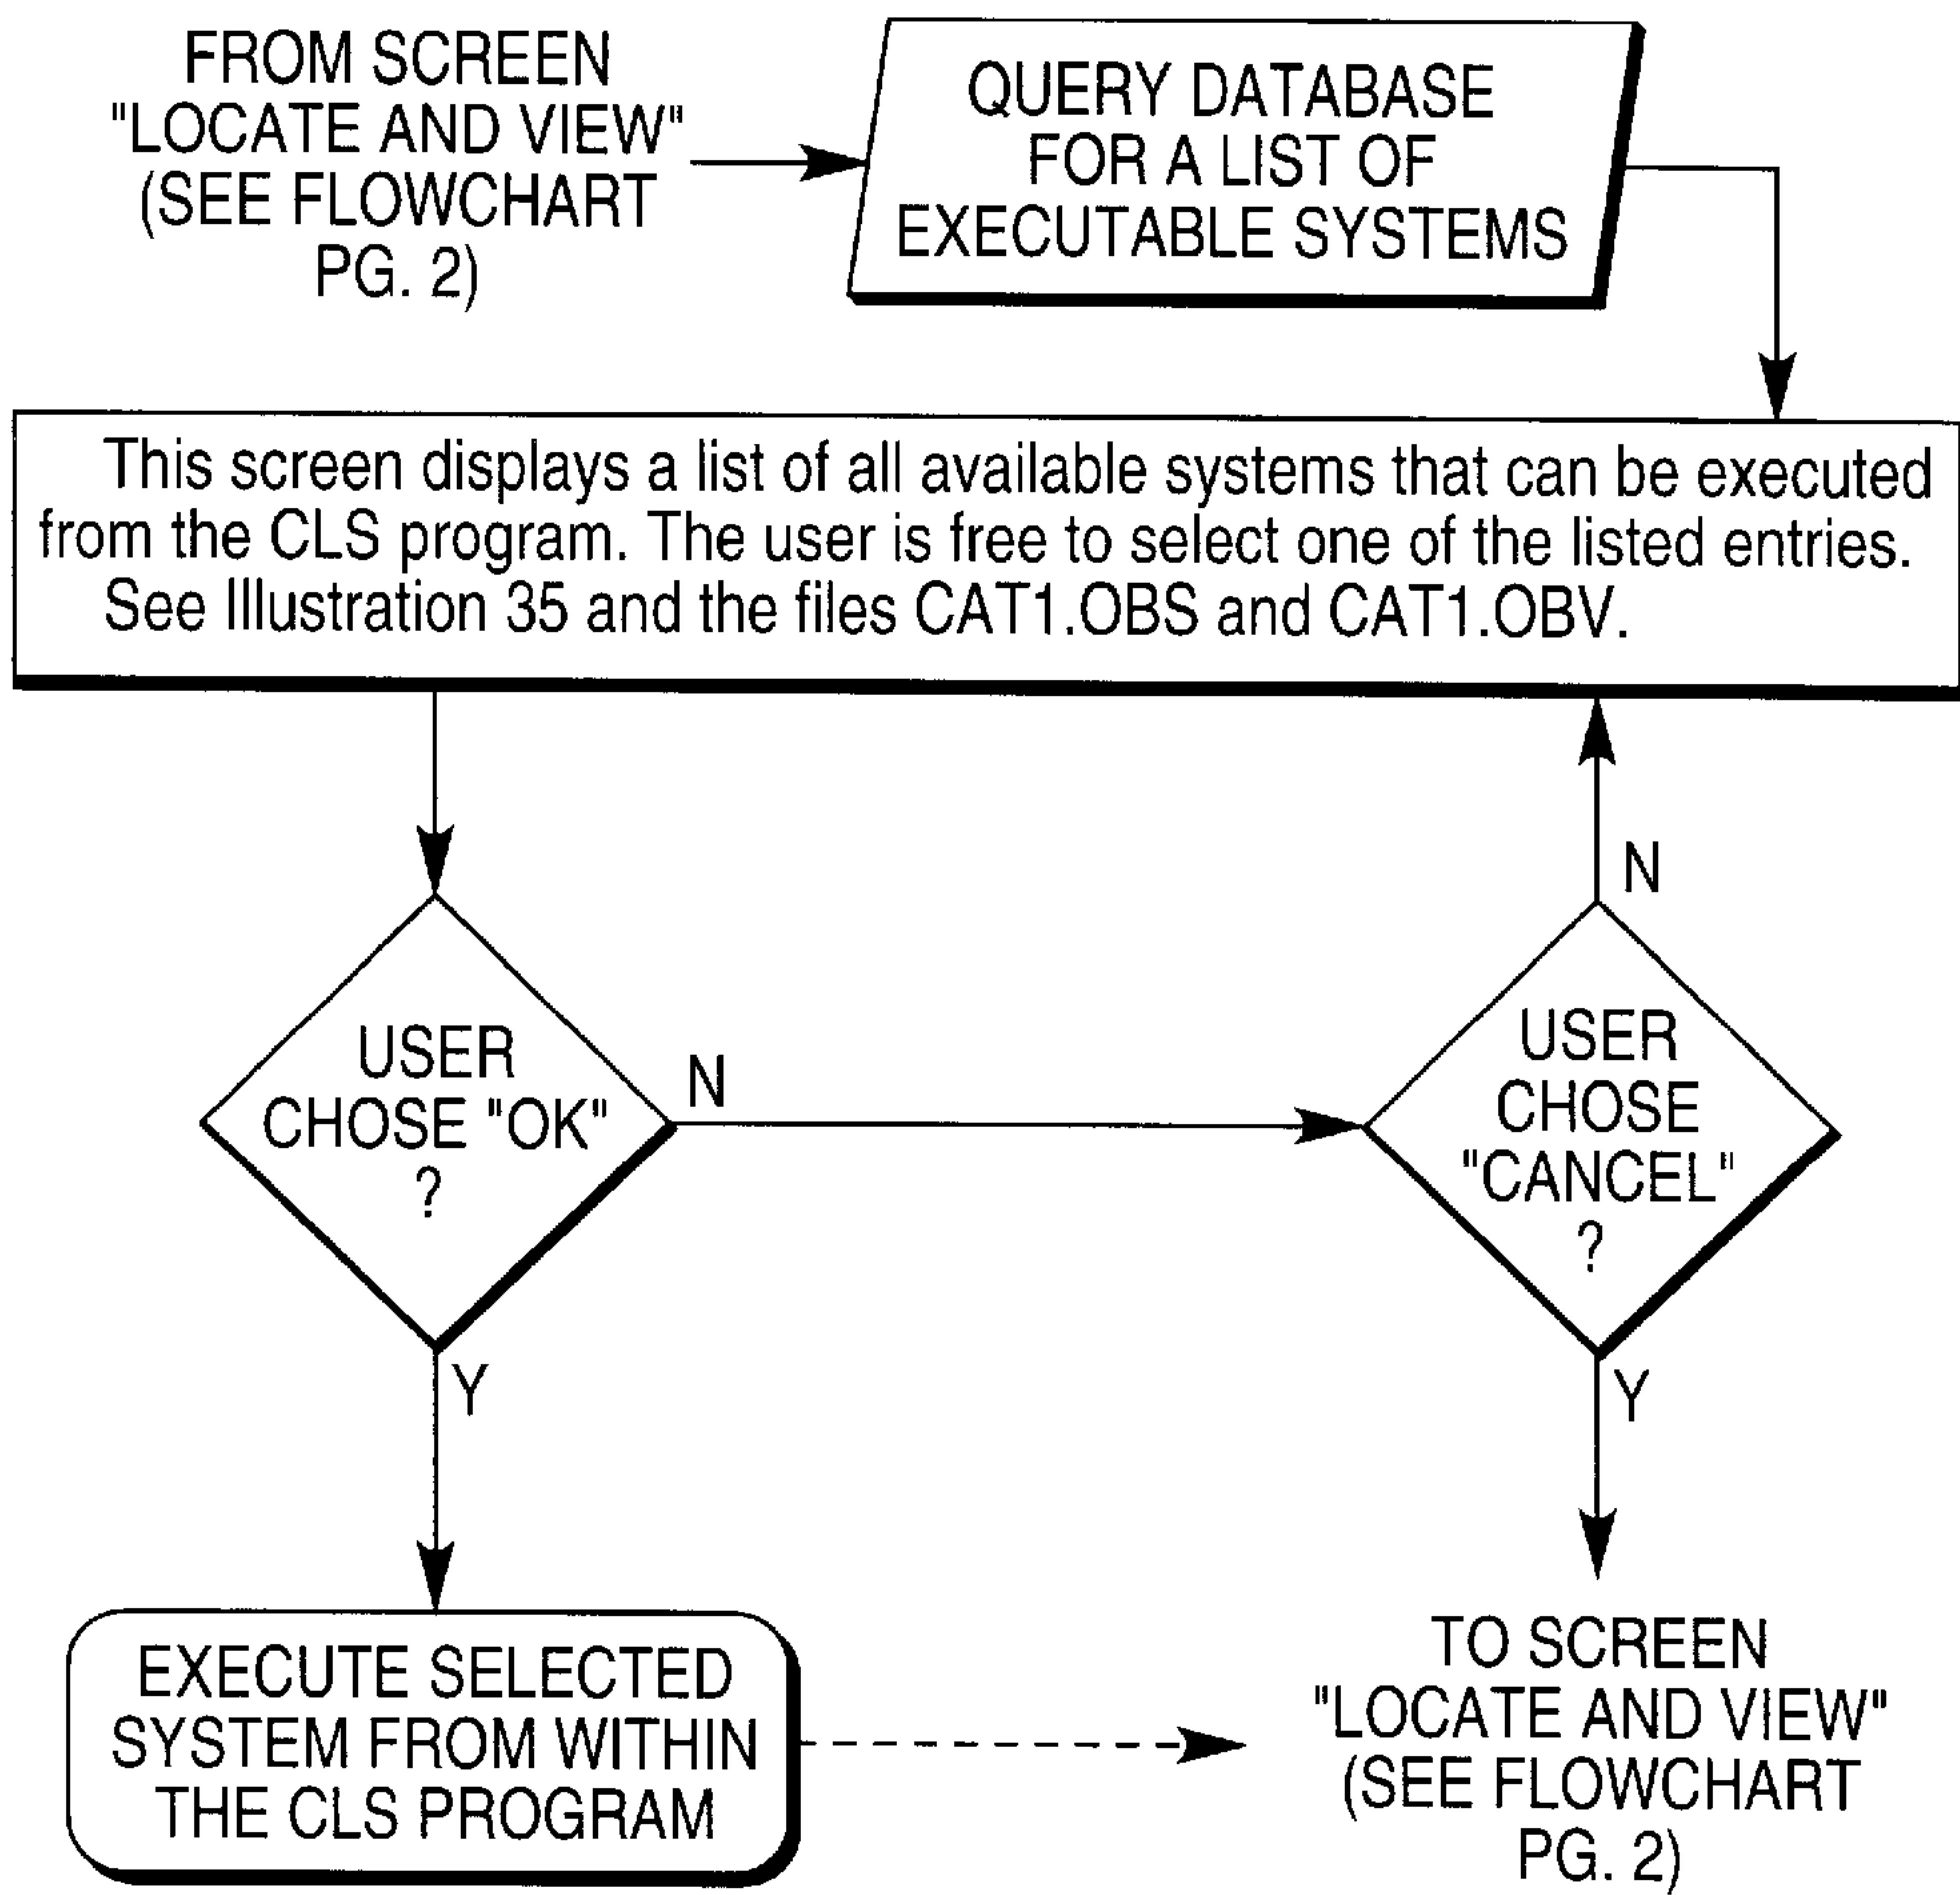 FROM SCREEN
"LOCATE AND VIEW"
(SEE FLOWCHART
PG. 2)
QUERY DATABASE
FOR A LIST OF
EXECUTABLE SYSTEMS
This screen displays a list of all available systems that can be executed
from the CLS program. The user is free to select one of the listed entries.
See Illustration 35 and the files CAT1.OBS and CAT1.OBV.
USER
CHOSE "OK"
?
N
Y
USER
CHOSE
"CANCEL"
?
N
Y
EXECUTE SELECTED
SYSTEM FROM WITHIN
THE CLS PROGRAM
TO SCREEN
"LOCATE AND VIEW"
(SEE FLOWCHART
PG. 2)